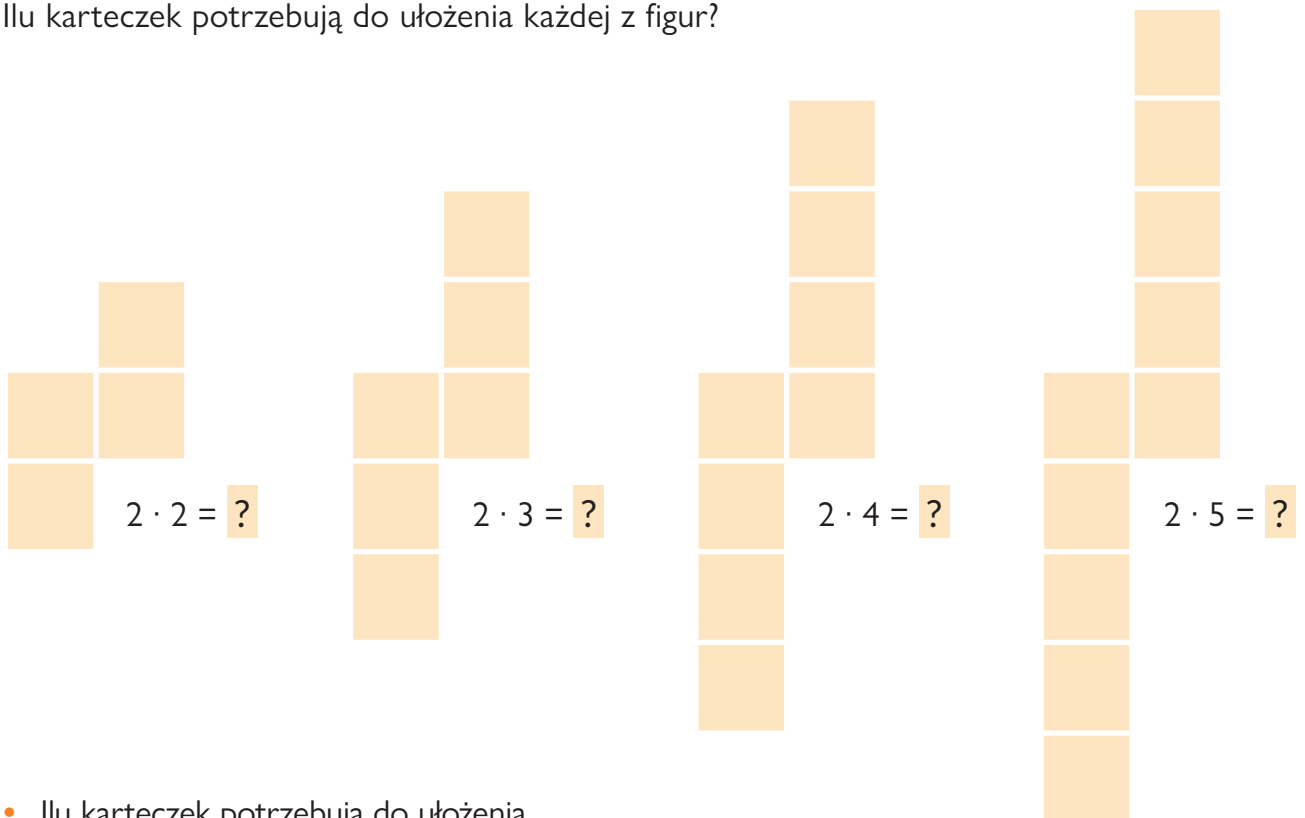 Ilu karteczek potrzebują do ułożenia każdej z figur?
2 · 2 = ?
2 · 3 = ?
2 · 4 = ?
2 · 5 = ?
• Ilu karteczek potrzebują do ułożenia